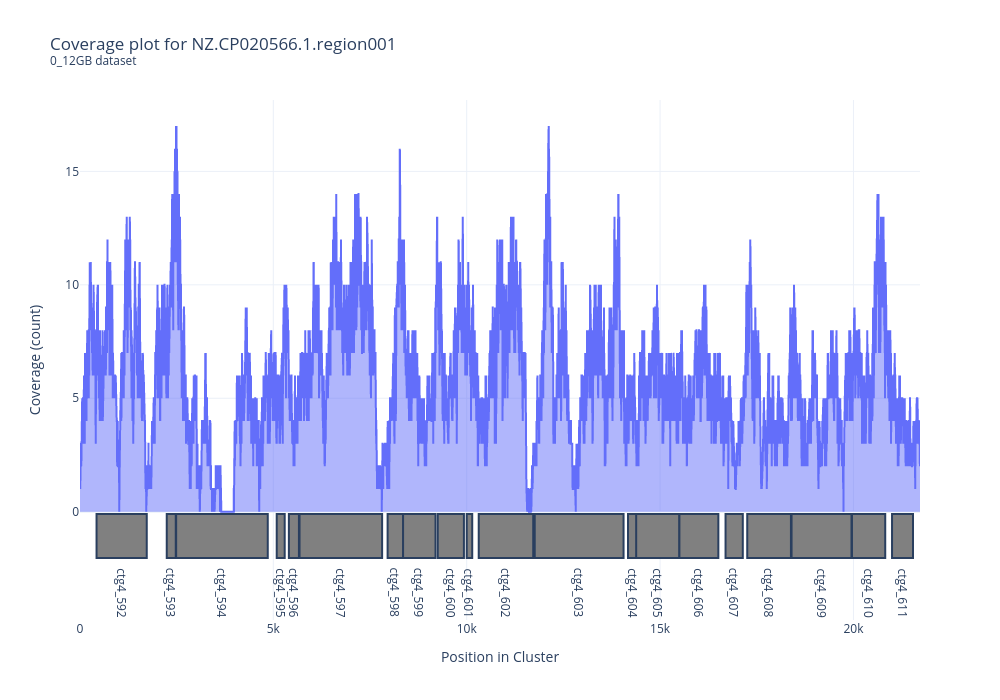 Coverage plot for NZ.CP020566.1.region001
0_12GB dataset
Coverage (count)
15
10
5
0
ctg4_592
ctg4_593
ctg4_594
ctg4_595
ctg4_596
ctg4_597
ctg4_598
ctg4_599
ctg4_600
ctg4_601
ctg4_602
ctg4_603
ctg4_604
ctg4_605
ctg4_606
ctg4_607
ctg4_608
ctg4_609
ctg4_610
ctg4_611
0 5k 10k 15k 20k
Position in Cluster